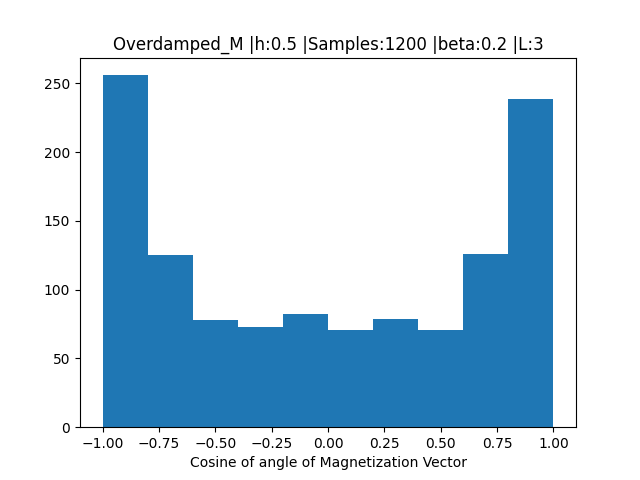 Overdamped_M |h:0.5 |Samples:1200 |beta:0.2 |L:3
250
200
150
100
50
0
−1.00 −0.75 −0.50 −0.25 0.00 0.25 0.50 0.75 1.00
Cosine of angle of Magnetization Vector